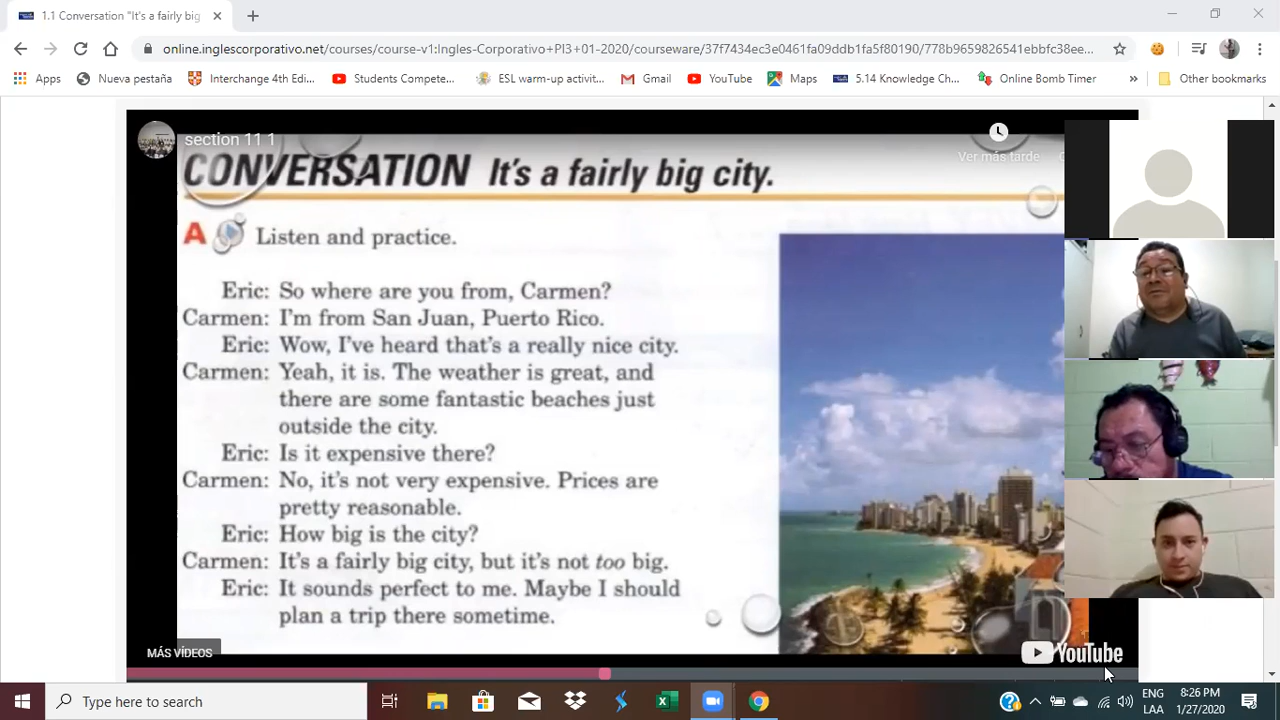 1.1 Conversation "It's a fairly big
online.inglescorporativo.net/courses/course-v1:Ingles-Corporativo+PI3+01-2020/courseware/37f7434ec3e0461fa09ddb1fa5f80190/778b9659826541ebbfc38ee...
Apps Nueva pestaña Interchange 4th Edi... Students Compete... ESL warm-up activit... Gmail YouTube Maps 5.14 Knowledge Ch... Online Bomb Timer » Other bookmarks
section 11 1
Ver más tarde
CONVERSATION It's a fairly big city.
A Listen and practice.
Eric: So where are you from, Carmen?
Carmen: I'm from San Juan, Puerto Rico.
Eric: Wow, I've heard that's a really nice city.
Carmen: Yeah, it is. The weather is great, and
there are some fantastic beaches just
outside the city.
Eric: Is it expensive there?
Carmen: No, it's not very expensive. Prices are
pretty reasonable.
Eric: How big is the city?
Carmen: It's a fairly big city, but it's not too big.
Eric: It sounds perfect to me. Maybe I should
plan a trip there sometime.
MÁS VÍDEOS
YouTube
Type here to search
ENG
LAA
8:26 PM
1/27/2020